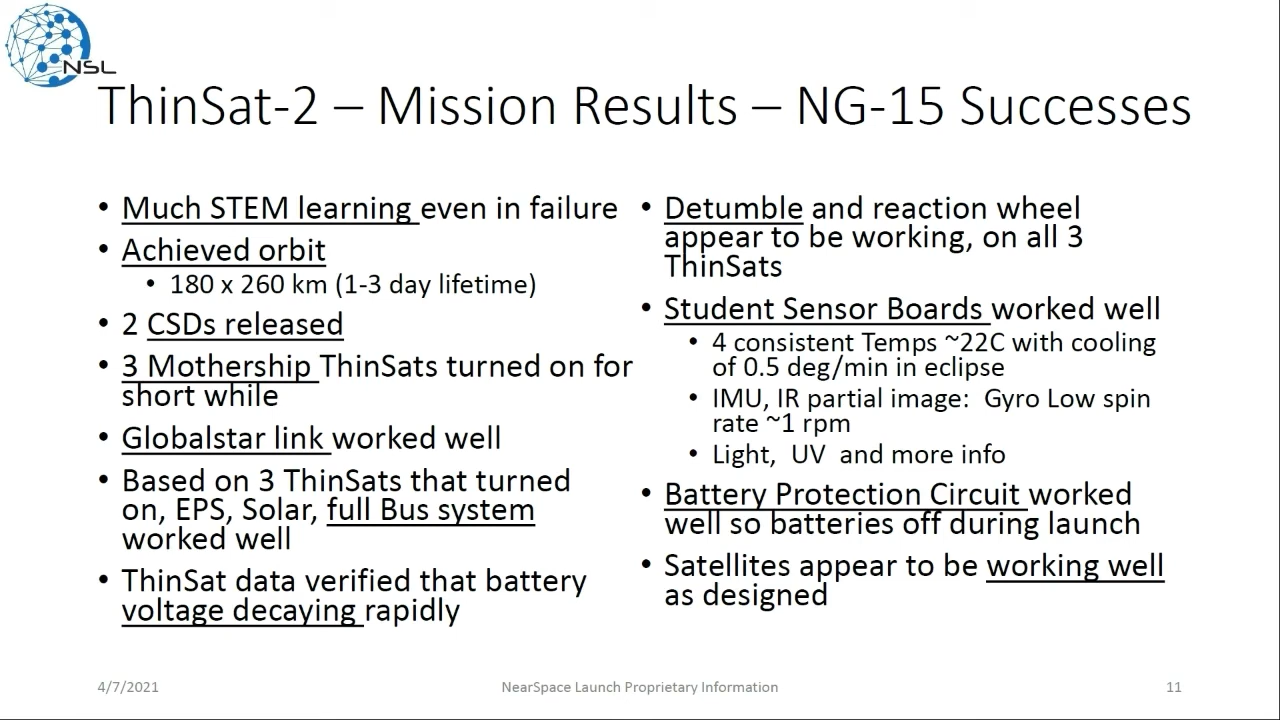 NSL
ThinSat-2 – Mission Results – NG-15 Successes
• Much STEM learning even in failure
• Achieved orbit
• 180 x 260 km (1-3 day lifetime)
• 2 CSDs released
• 3 Mothership ThinSats turned on for
short while
• Globalstar link worked well
• Based on 3 ThinSats that turned
on, EPS, Solar, full Bus system
worked well
• ThinSat data verified that battery
voltage decaying rapidly
• Detumble and reaction wheel
appear to be working, on all 3
ThinSats
• Student Sensor Boards worked well
• 4 consistent Temps ~22C with cooling
of 0.5 deg/min in eclipse
• IMU, IR partial image:  Gyro Low spin
rate ~1 rpm
• Light,  UV  and more info
• Battery Protection Circuit worked
well so batteries off during launch
• Satellites appear to be working well
as designed
4/7/2021
NearSpace Launch Proprietary Information
11